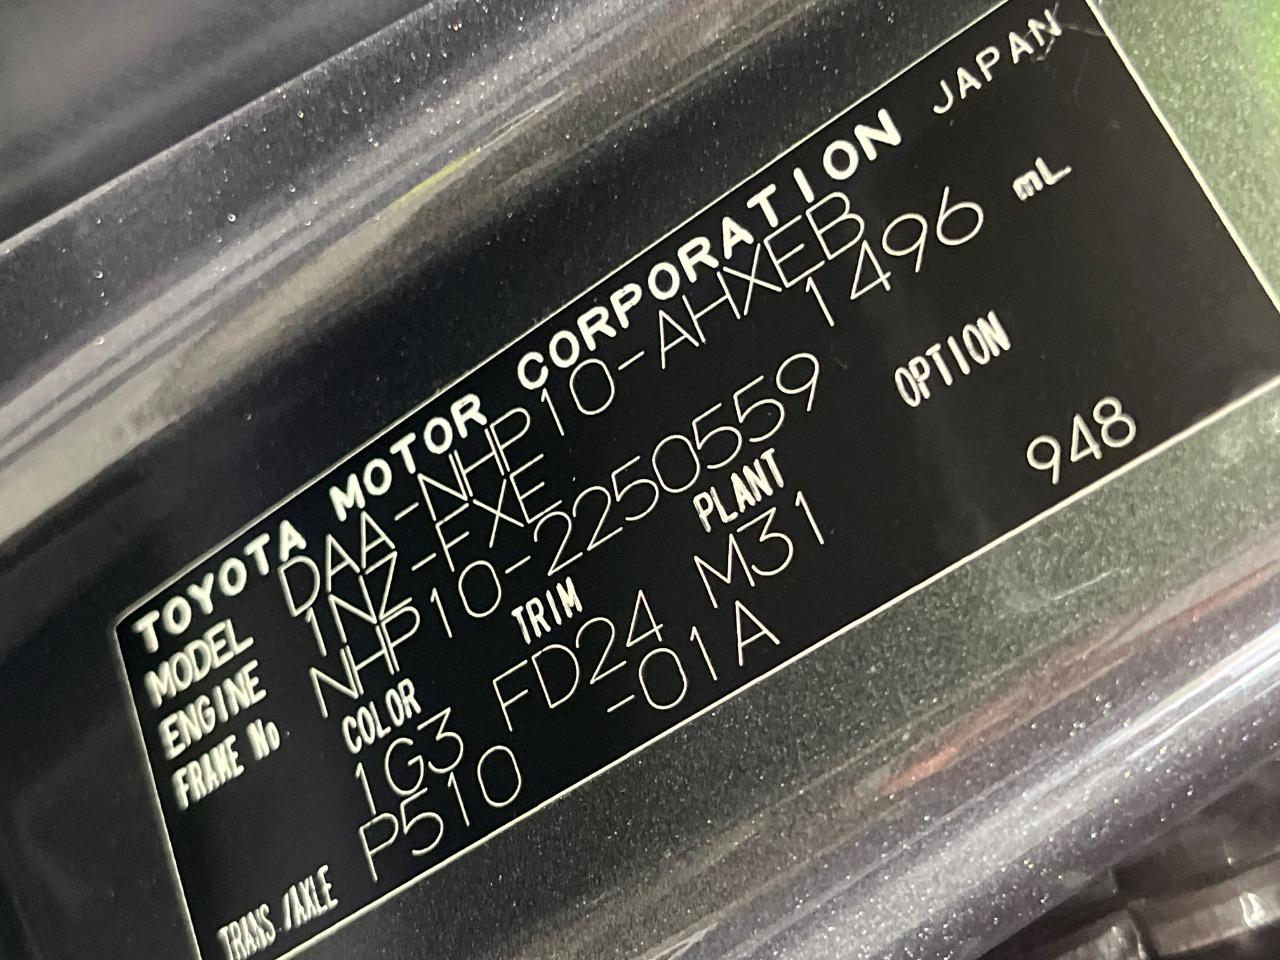 TOYOTA MOTOR CORPORATION JAPAN
MODEL DAA-NHP10-AHXEB
ENGINE 1NZ-FXE 1496 mL
FRAME No NHP10-2250559
COLOR TRIM PLANT OPTION
1G3 FD24 M31 948
TRANS./AXLE P510 -01A